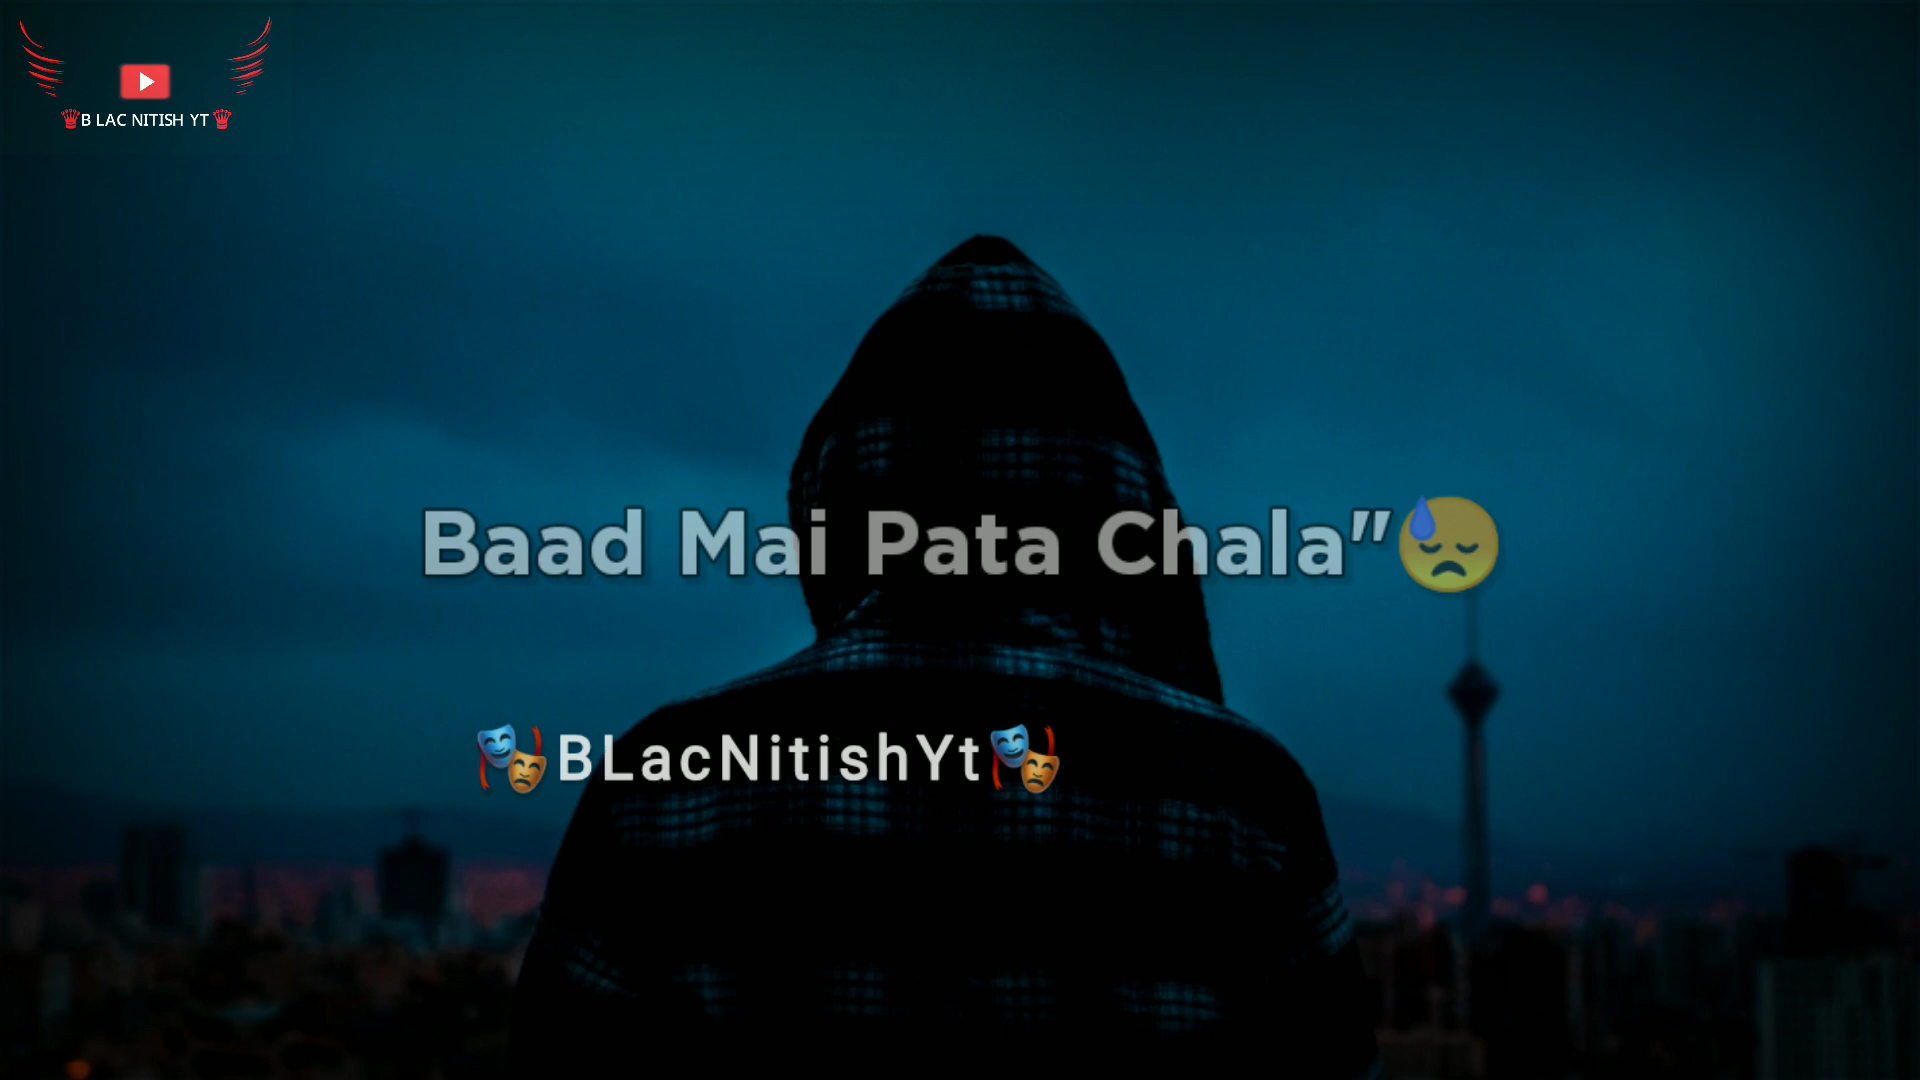 ♛B LAC NITISH YT♛
Baad Mai Pata Chala"😓
🎭BLacNitishYt🎭